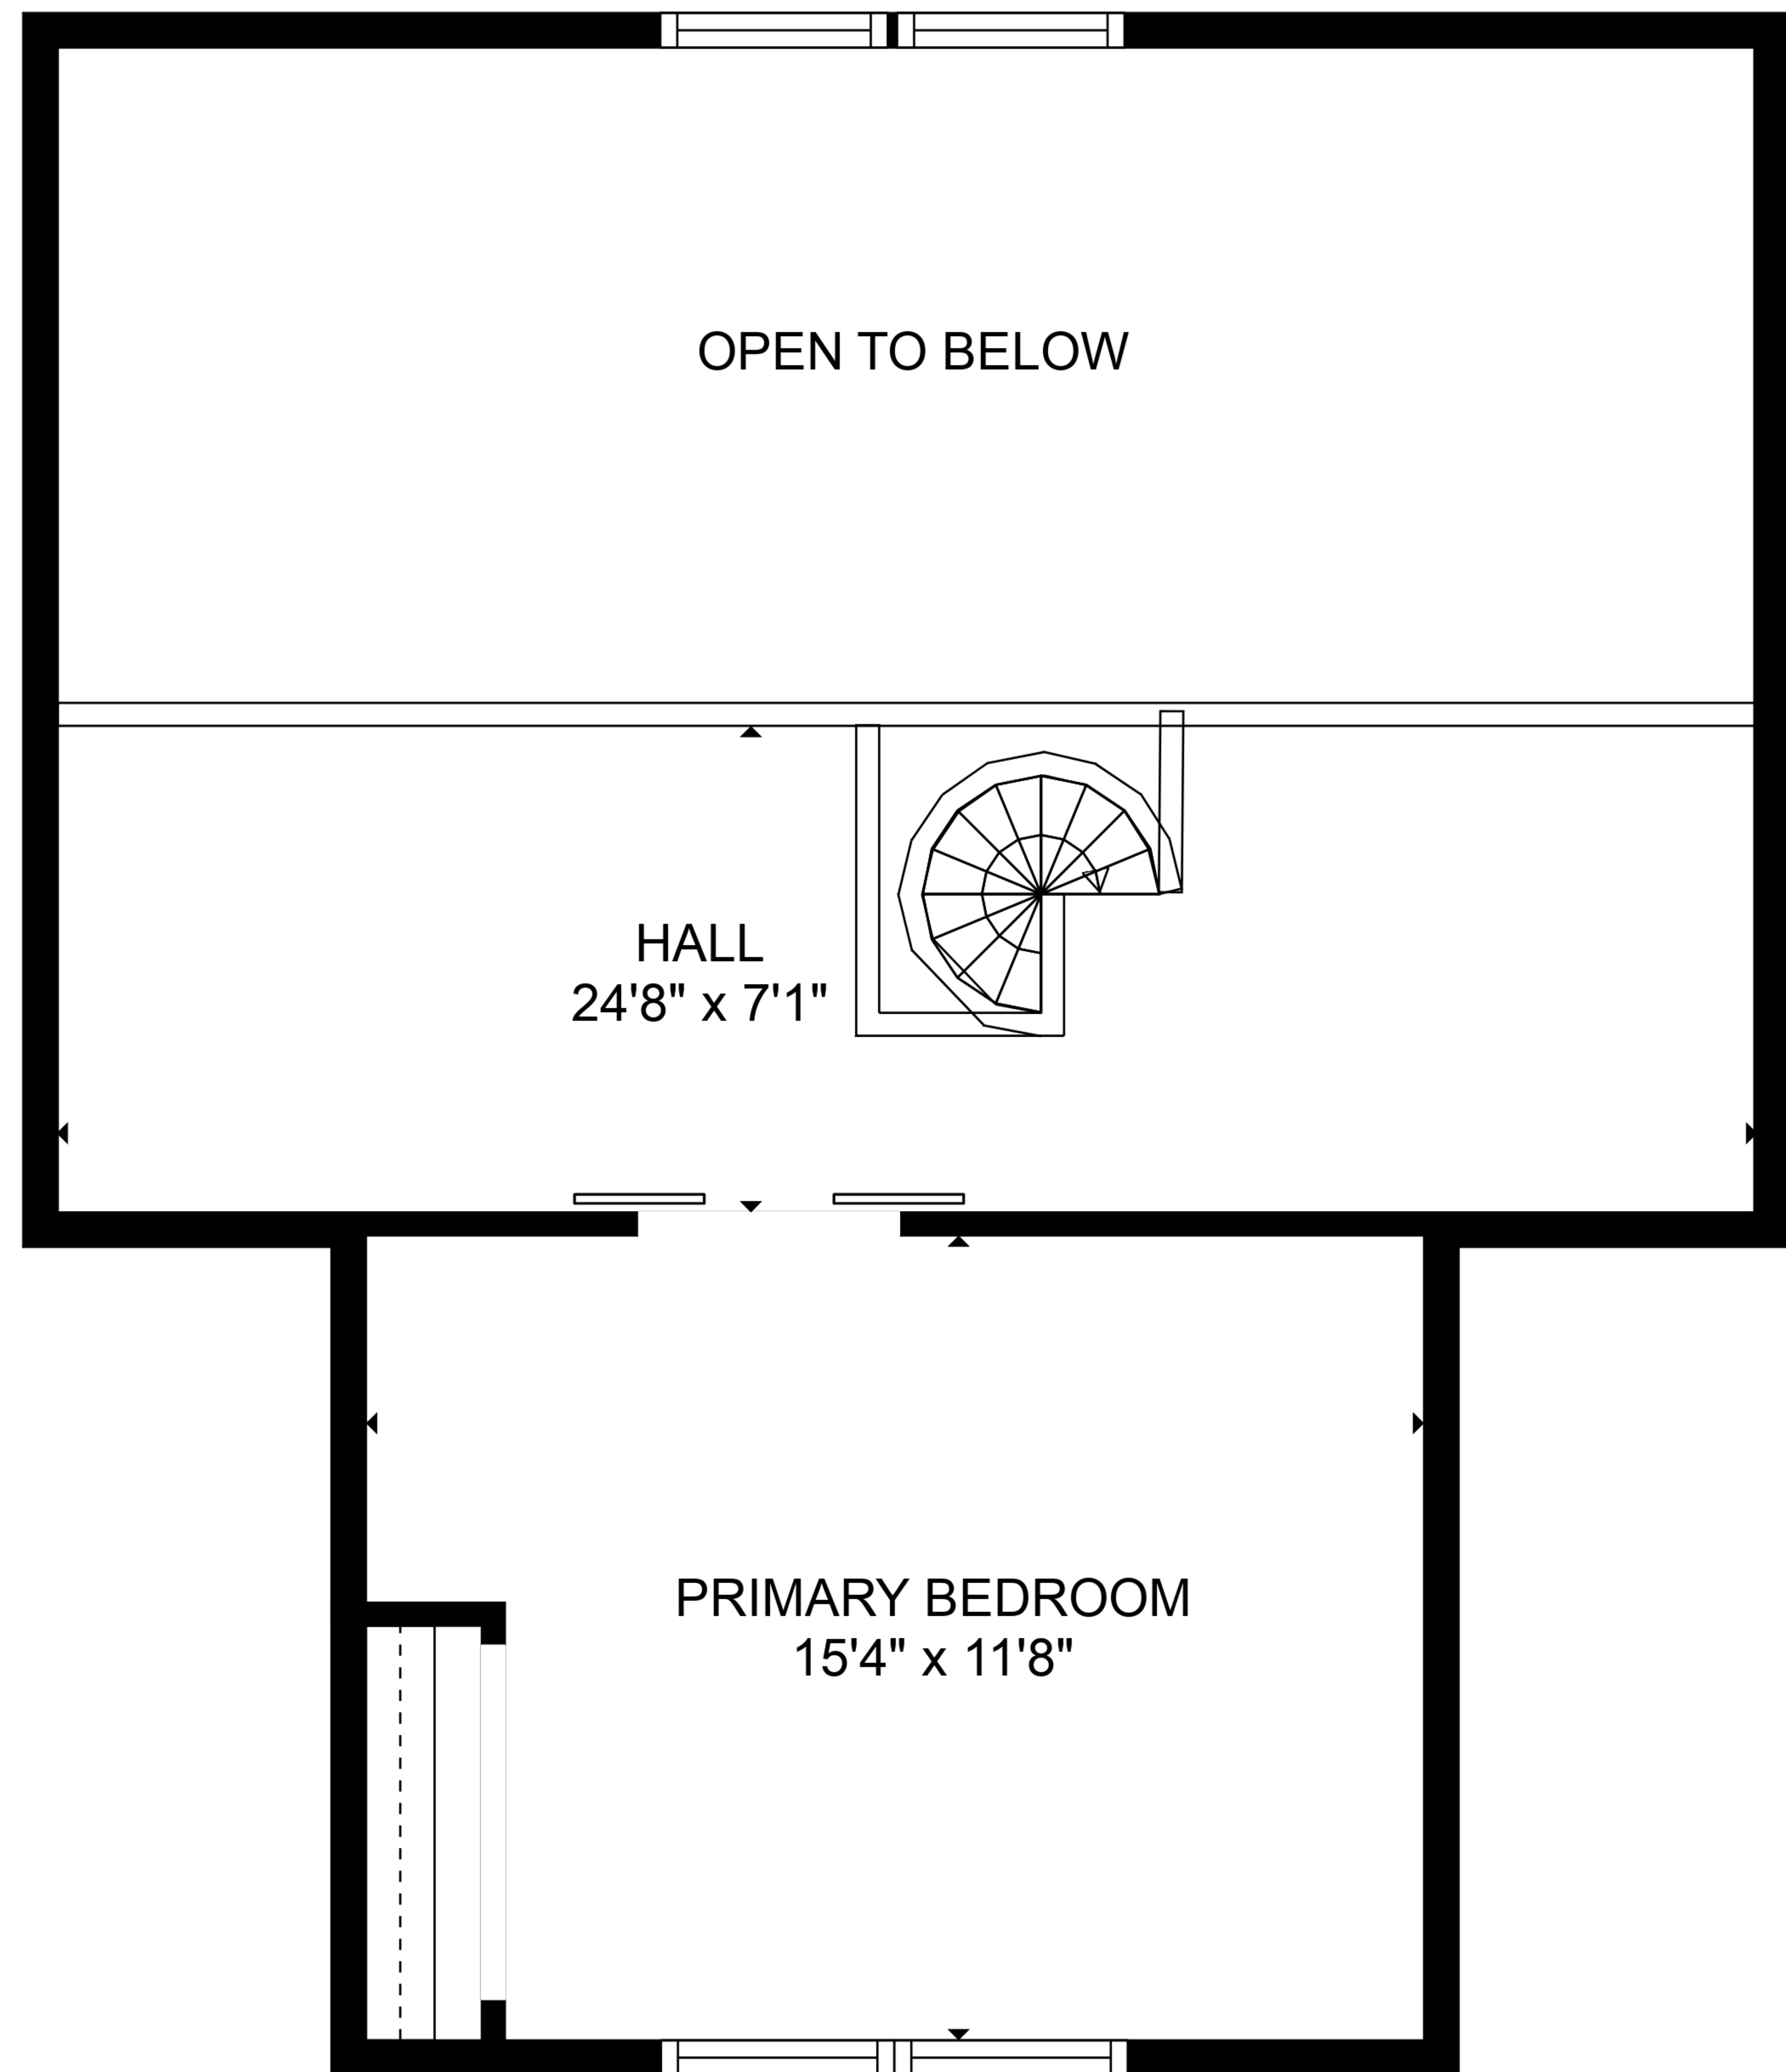 OPEN TO BELOW
HALL
24'8" x 7'1"
PRIMARY BEDROOM
15'4" x 11'8"